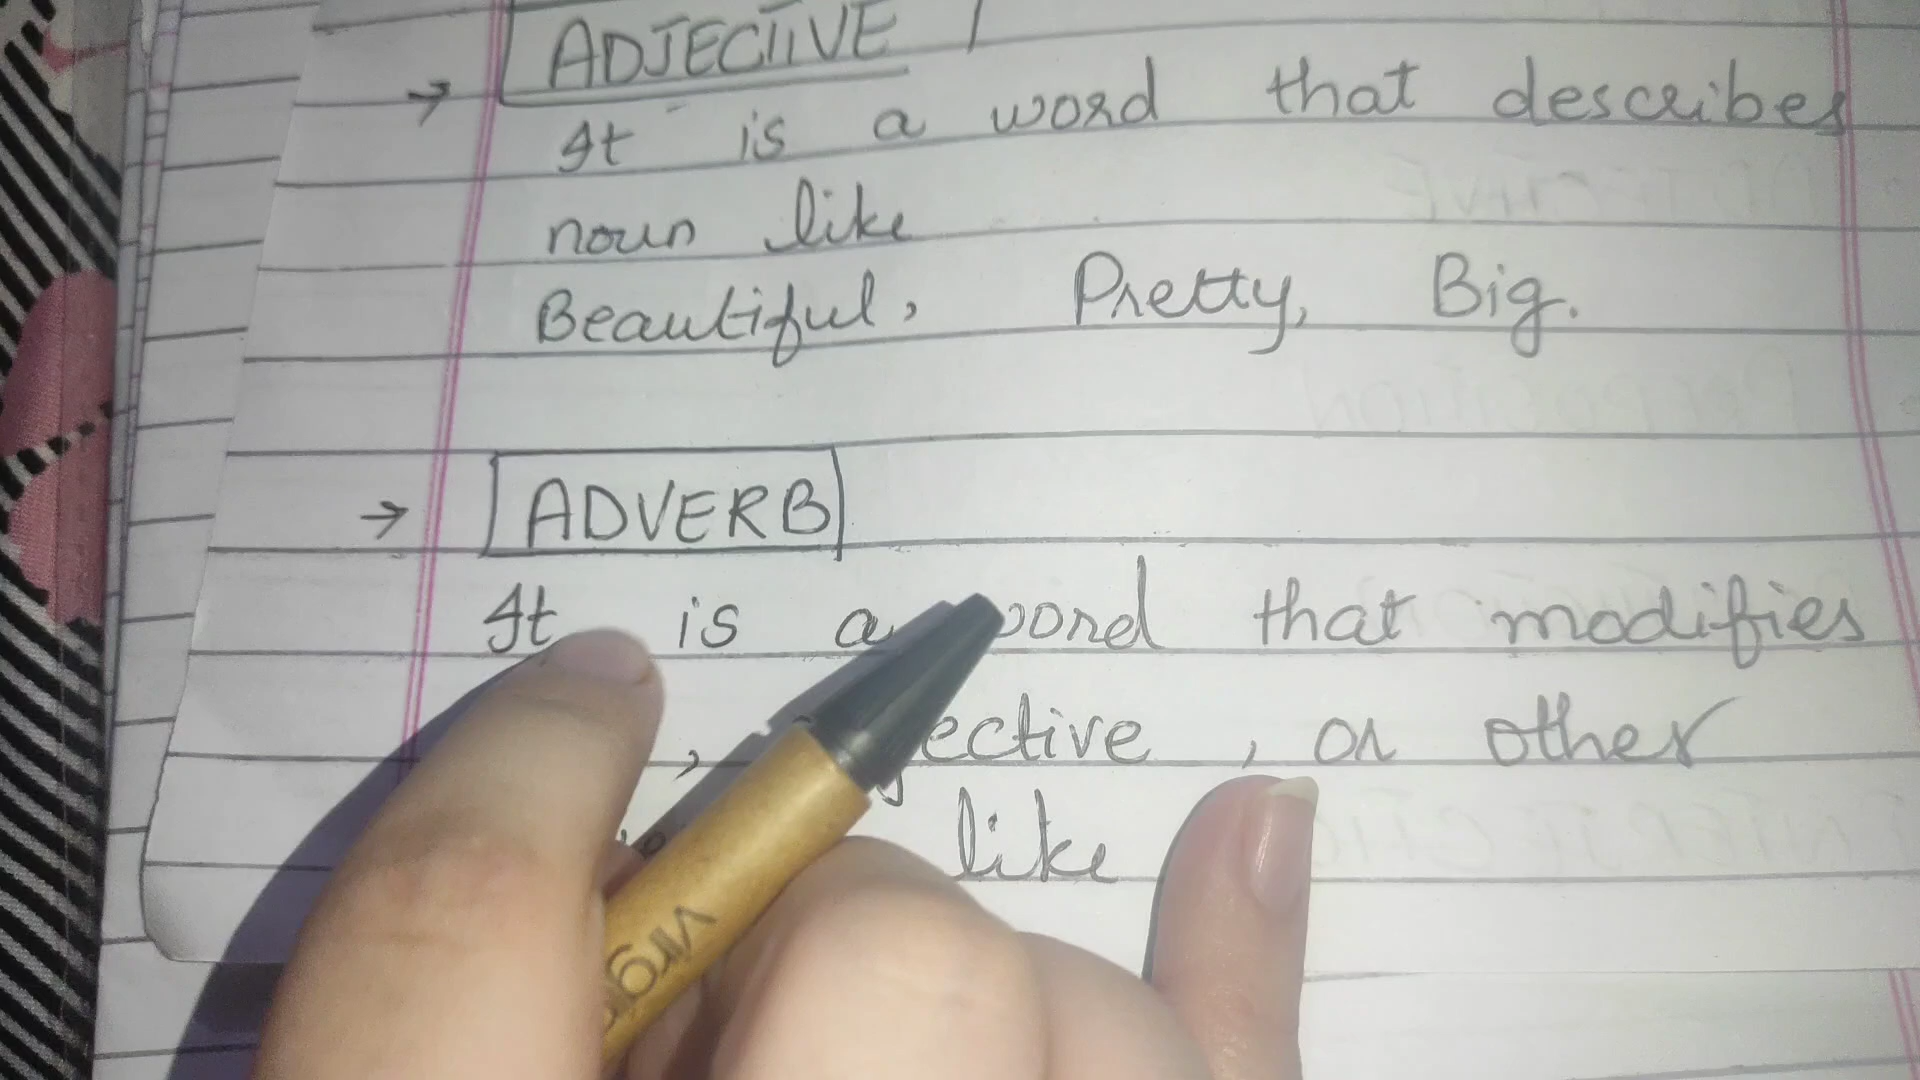 ADJECTIVE
It is a word that describes
noun like
Beautiful, Pretty, Big.
ADVERB
It is a word that modifies
, or other
like